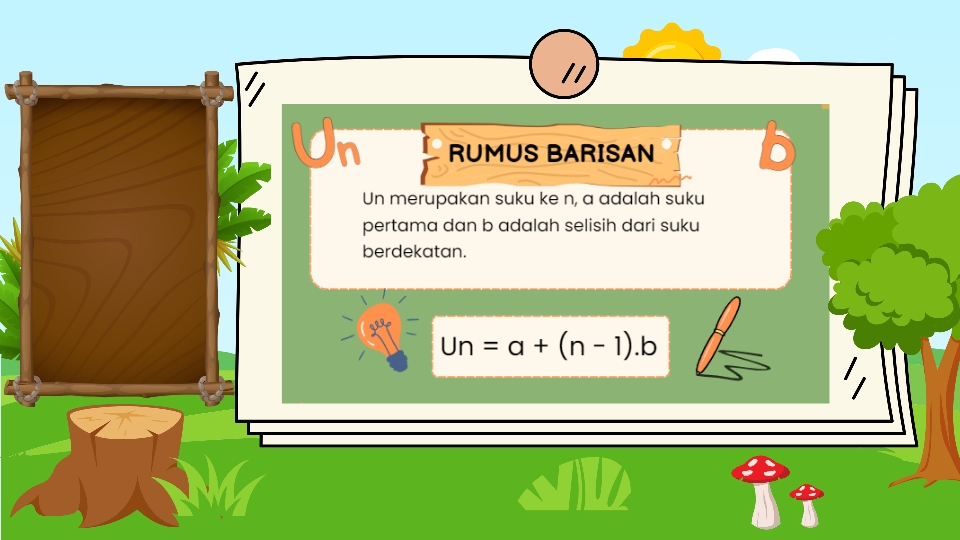 Un
RUMUS BARISAN
b
Un merupakan suku ke n, a adalah suku
pertama dan b adalah selisih dari suku
berdekatan.
Un = a + (n - 1).b